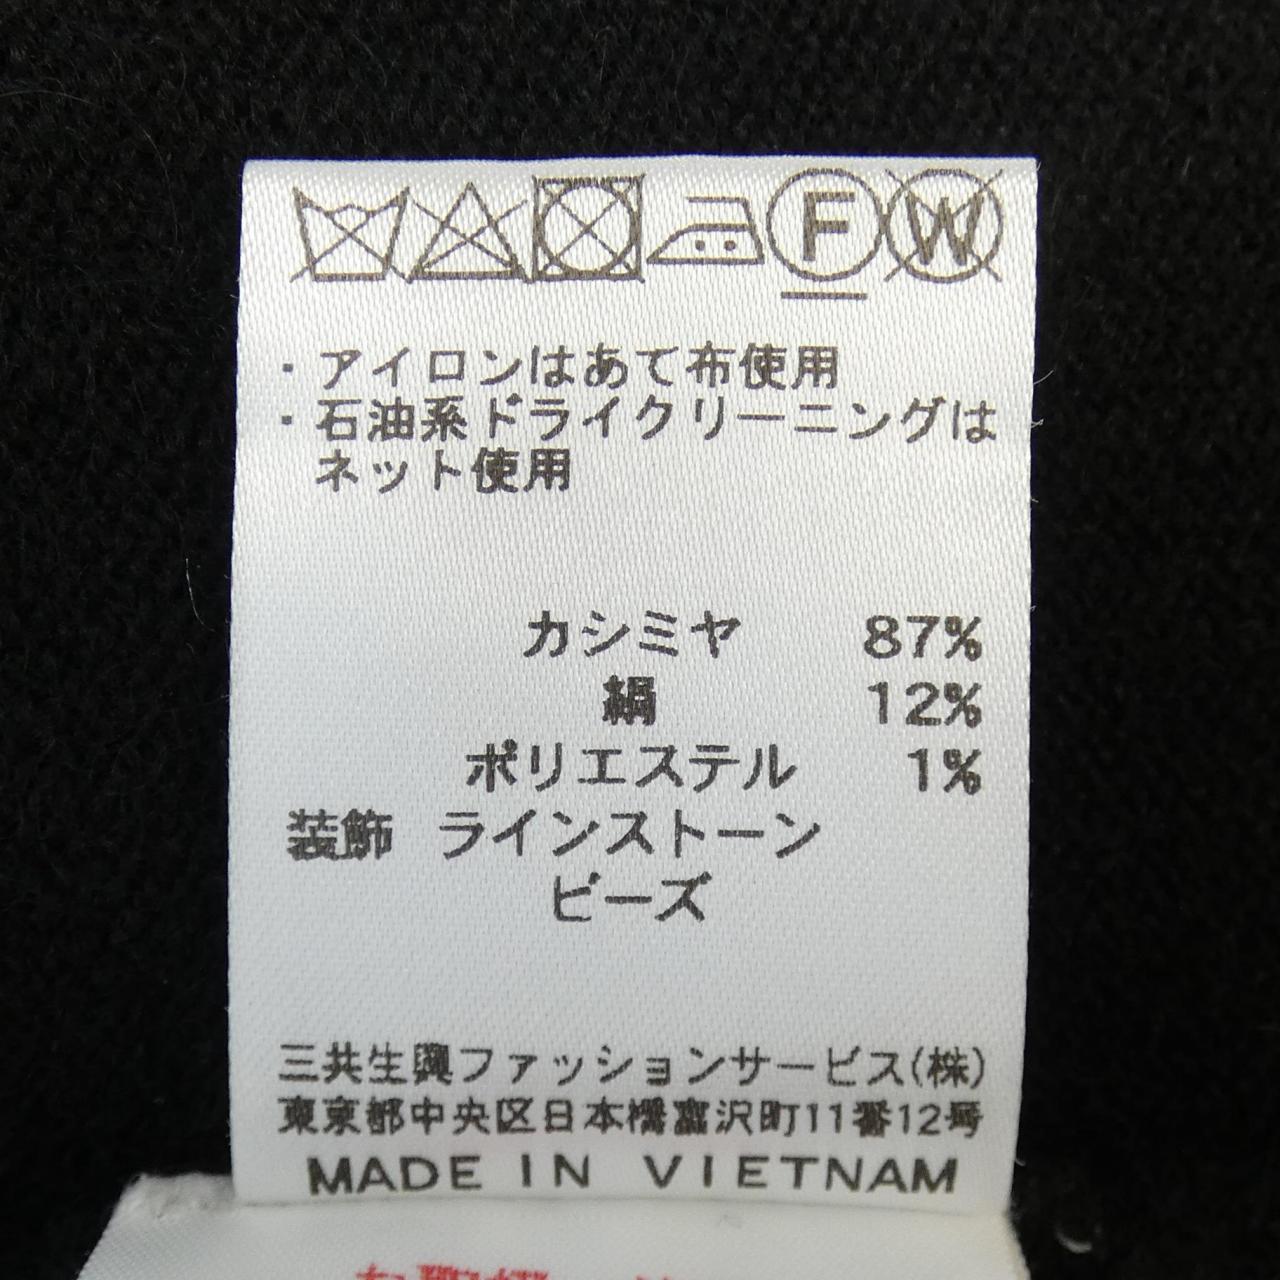 F W
・アイロンはあて布使用
・石油系ドライクリーニングは
ネット使用
カシミヤ 87%
絹 12%
ポリエステル 1%
装飾 ラインストーン
ビーズ
三共生興ファッションサービス(株)
東京都中央区日本橋富沢町11番12号
MADE IN VIETNAM